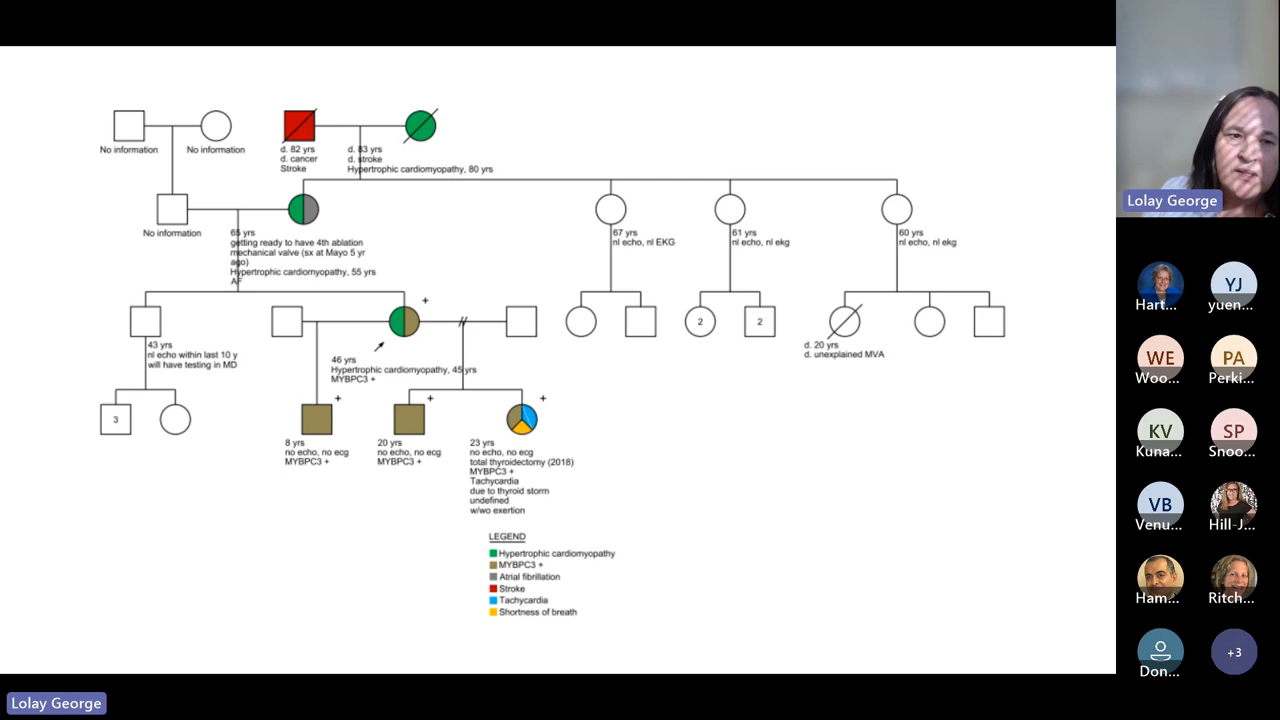 No information
No information
d. 82 yrs
d. cancer
Stroke
d. 83 yrs
d. stroke
Hypertrophic cardiomyopathy, 80 yrs
No information
65 yrs
getting ready to have 4th ablation
mechanical valve (sx at Mayo 5 yr
ago)
Hypertrophic cardiomyopathy, 55 yrs
AF
67 yrs
nl echo, nl EKG
61 yrs
nl echo, nl ekg
60 yrs
nl echo, nl ekg
43 yrs
nl echo within last 10 y
will have testing in MD
+
46 yrs
Hypertrophic cardiomyopathy, 45 yrs
MYBPC3 +
2
2
d. 20 yrs
d. unexplained MVA
3
+
8 yrs
no echo, no ecg
MYBPC3 +
+
20 yrs
no echo, no ecg
MYBPC3 +
+
23 yrs
no echo, no ecg
total thyroidectomy (2018)
MYBPC3 +
Tachycardia
due to thyroid storm
undefined
w/wo exertion
LEGEND
Hypertrophic cardiomyopathy
MYBPC3 +
Atrial fibrillation
Stroke
Tachycardia
Shortness of breath
Lolay George
Hart...
YJ
yuen...
WE
Woo...
PA
Perki...
KV
Kuna...
SP
Snoo...
VB
Venu...
Hill-J...
Ham...
Ritch...
Don...
+3
Lolay George